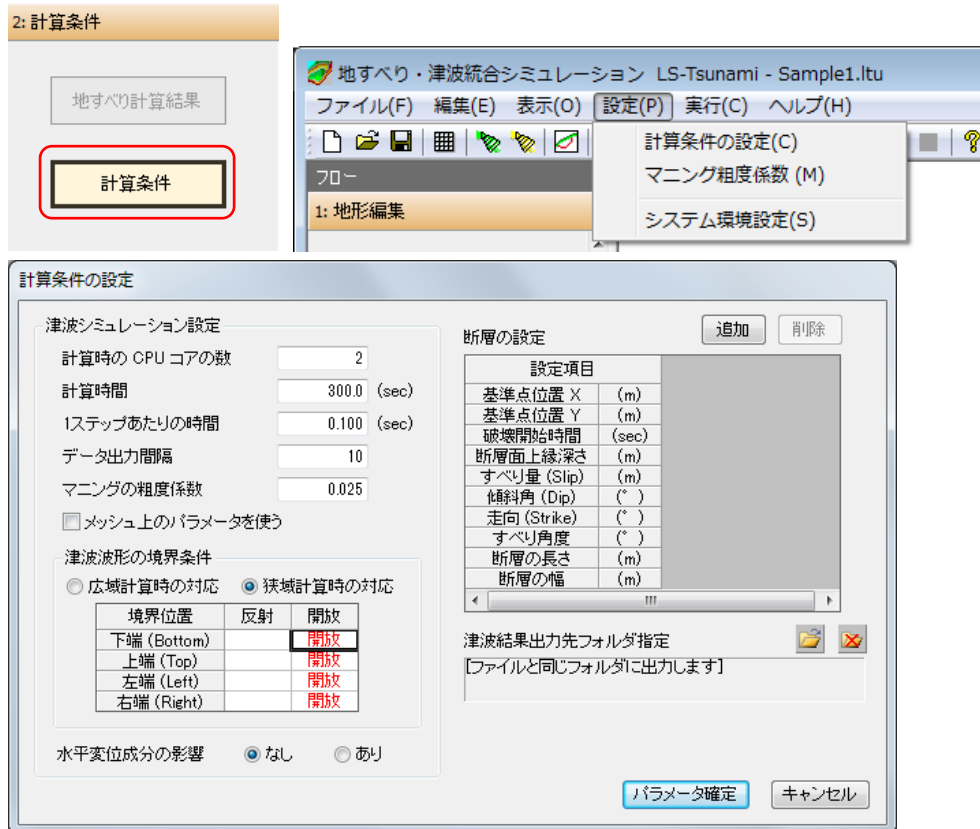 2: 計算条件
地すべり計算結果
計算条件
地すべり・津波統合シミュレーション LS-Tsunami - Sample1.ltu
ファイル(F) 編集(E) 表示(O) 設定(P) 実行(C) ヘルプ(H)
計算条件の設定(C)
マニング粗度係数 (M)
システム環境設定(S)
フロー
1: 地形編集
計算条件の設定
津波シミュレーション設定
計算時の CPU コアの数 2
計算時間 300.0 (sec)
1ステップあたりの時間 0.100 (sec)
データ出力間隔 10
マニングの粗度係数 0.025
メッシュ上のパラメータを使う
津波波形の境界条件
広域計算時の対応 狭域計算時の対応
境界位置 反射 開放
下端 (Bottom) 開放
上端 (Top) 開放
左端 (Left) 開放
右端 (Right) 開放
水平変位成分の影響 なし あり
断層の設定 追加 削除
設定項目
基準点位置 X (m)
基準点位置 Y (m)
破壊開始時間 (sec)
断層面上縁深さ (m)
すべり量 (Slip) (m)
傾斜角 (Dip) (°)
走向 (Strike) (°)
すべり角度 (°)
断層の長さ (m)
断層の幅 (m)
津波結果出力先フォルダ指定
[ファイルと同じフォルダに出力します]
パラメータ確定 キャンセル